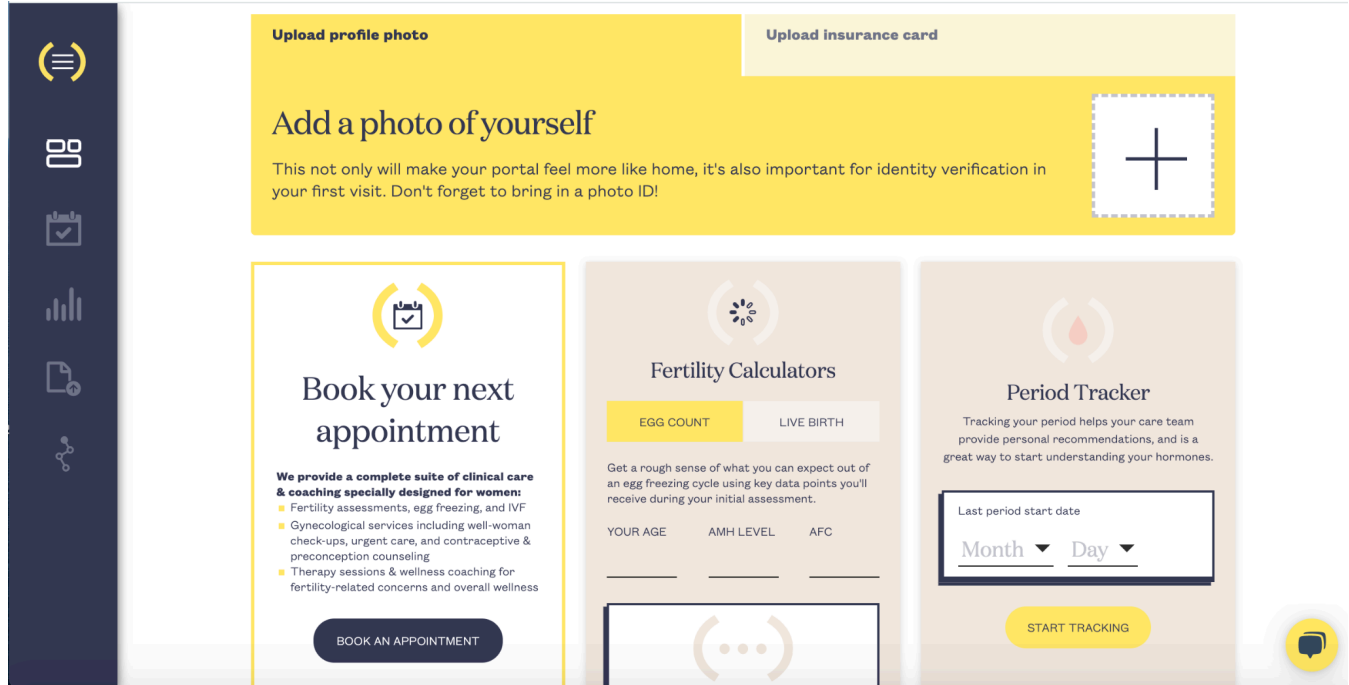 Upload profile photo
Upload insurance card
Add a photo of yourself
This not only will make your portal feel more like home, it's also important for identity verification in
your first visit. Don't forget to bring in a photo ID!
Book your next
appointment
We provide a complete suite of clinical care
& coaching specially designed for women:
Fertility assessments, egg freezing, and IVF
Gynecological services including well-woman
check-ups, urgent care, and contraceptive &
preconception counseling
Therapy sessions & wellness coaching for
fertility-related concerns and overall wellness
BOOK AN APPOINTMENT
Fertility Calculators
EGG COUNT
LIVE BIRTH
Get a rough sense of what you can expect out of
an egg freezing cycle using key data points you'll
receive during your initial assessment.
YOUR AGE
AMH LEVEL
AFC
Period Tracker
Tracking your period helps your care team
provide personal recommendations, and is a
great way to start understanding your hormones.
Last period start date
Month
Day
START TRACKING